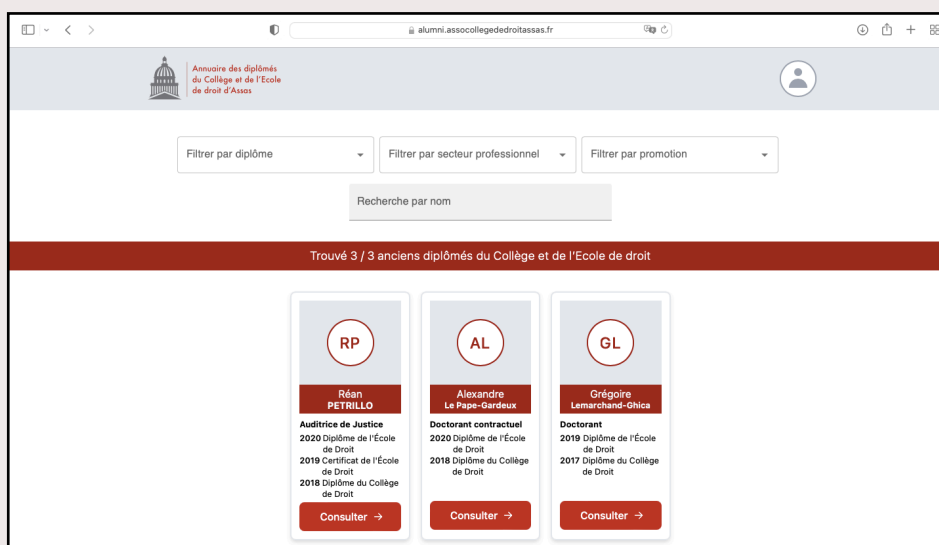 alumni.assocollegededroitassas.fr
Annuaire des diplômés
du Collège et de l'Ecole
de droit d'Assas
Filtrer par diplôme
Filtrer par secteur professionnel
Filtrer par promotion
Recherche par nom
Trouvé 3 / 3 anciens diplômés du Collège et de l'Ecole de droit
RP
Réan
PETRILLO
Auditrice de Justice
2020 Diplôme de l'École
de Droit
2019 Certificat de l'École
de Droit
2018 Diplôme du Collège
de Droit
Consulter →
AL
Alexandre
Le Pape-Gardeux
Doctorant contractuel
2020 Diplôme de l'École
de Droit
2018 Diplôme du Collège
de Droit
Consulter →
GL
Grégoire
Lemarchand-Ghica
Doctorant
2019 Diplôme de l'École
de Droit
2017 Diplôme du Collège
de Droit
Consulter →